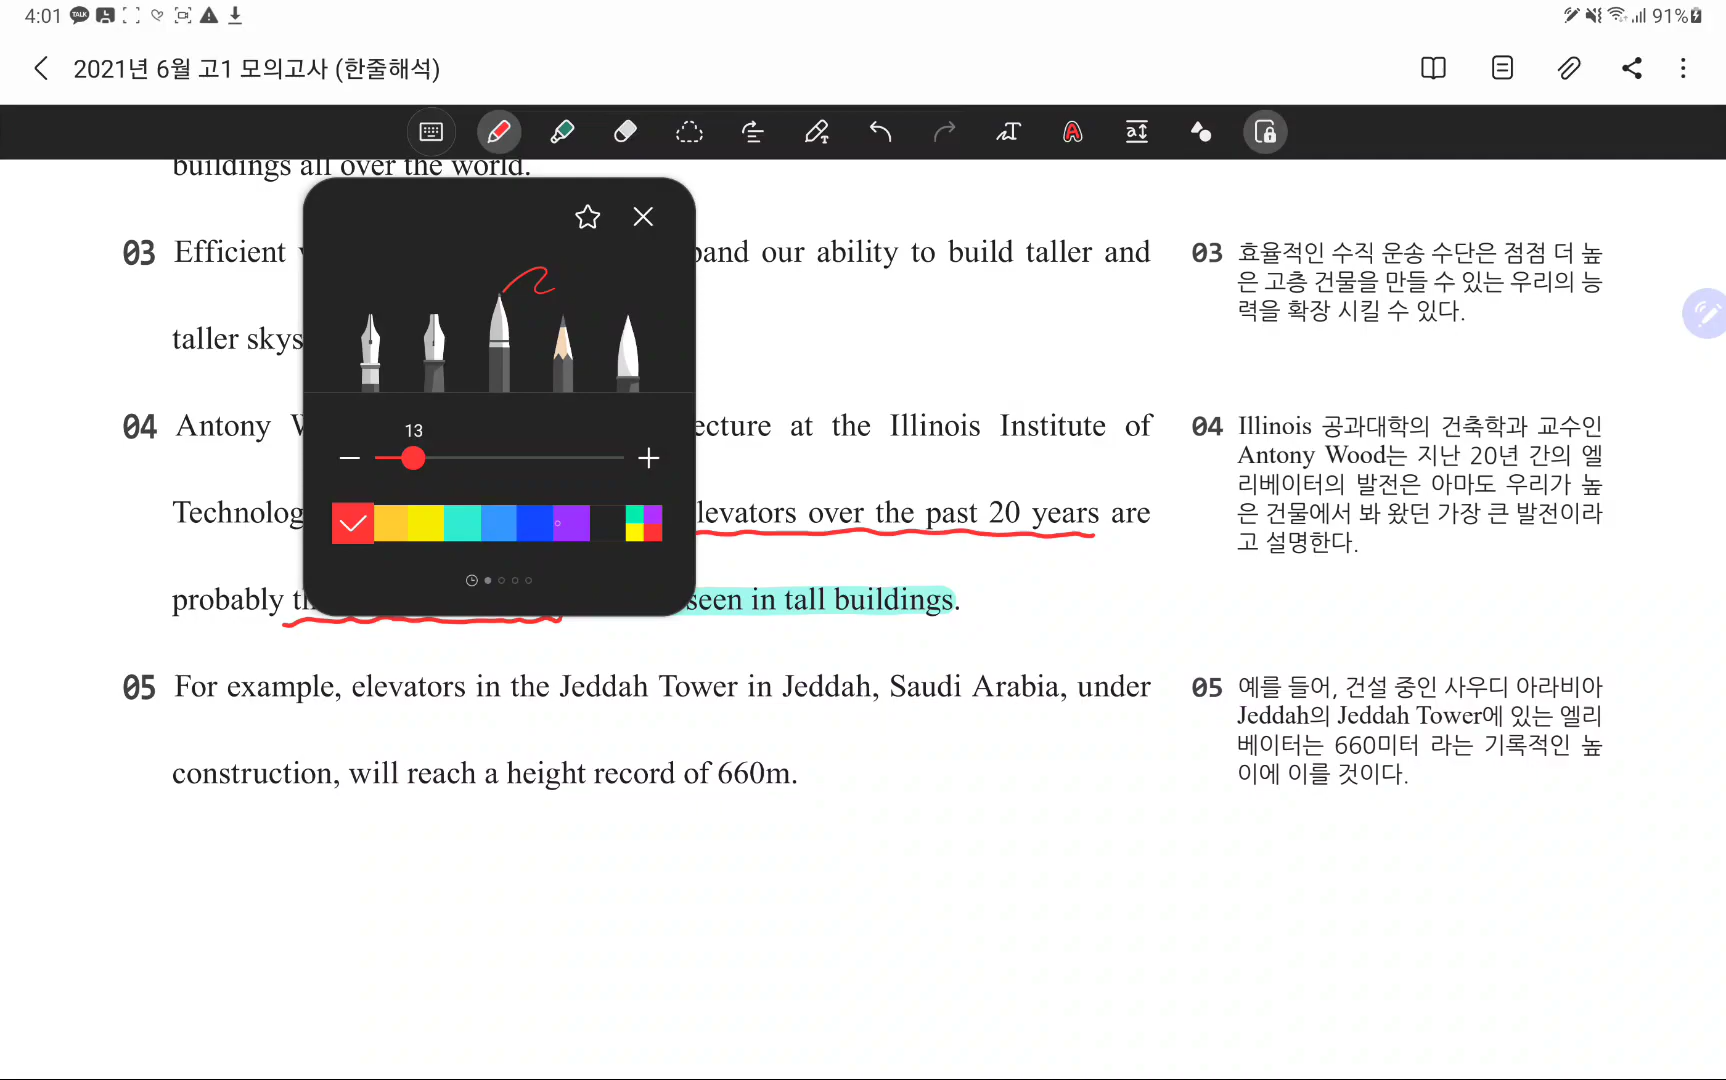 4:01 TALK 91%
2021년 6월 고1 모의고사 (한줄해석)
buildings all over the world.
03 Efficient our ability to build taller and
taller
04 Antony at the Illinois Institute of
over the past 20 years are
probably seen in tall buildings.
05 For example, elevators in the Jeddah Tower in Jeddah, Saudi Arabia, under
construction, will reach a height record of 660m.
13
03 효율적인 수직 운송 수단은 점점 더 높
은 고층 건물을 만들 수 있는 우리의 능
력을 확장 시킬 수 있다.
04 Illinois 공과대학의 건축학과 교수인
Antony Wood는 지난 20년 간의 엘
리베이터의 발전은 아마도 우리가 높
은 건물에서 봐 왔던 가장 큰 발전이라
고 설명한다.
05 예를 들어, 건설 중인 사우디 아라비아
Jeddah의 Jeddah Tower에 있는 엘리
베이터는 660미터 라는 기록적인 높
이에 이를 것이다.